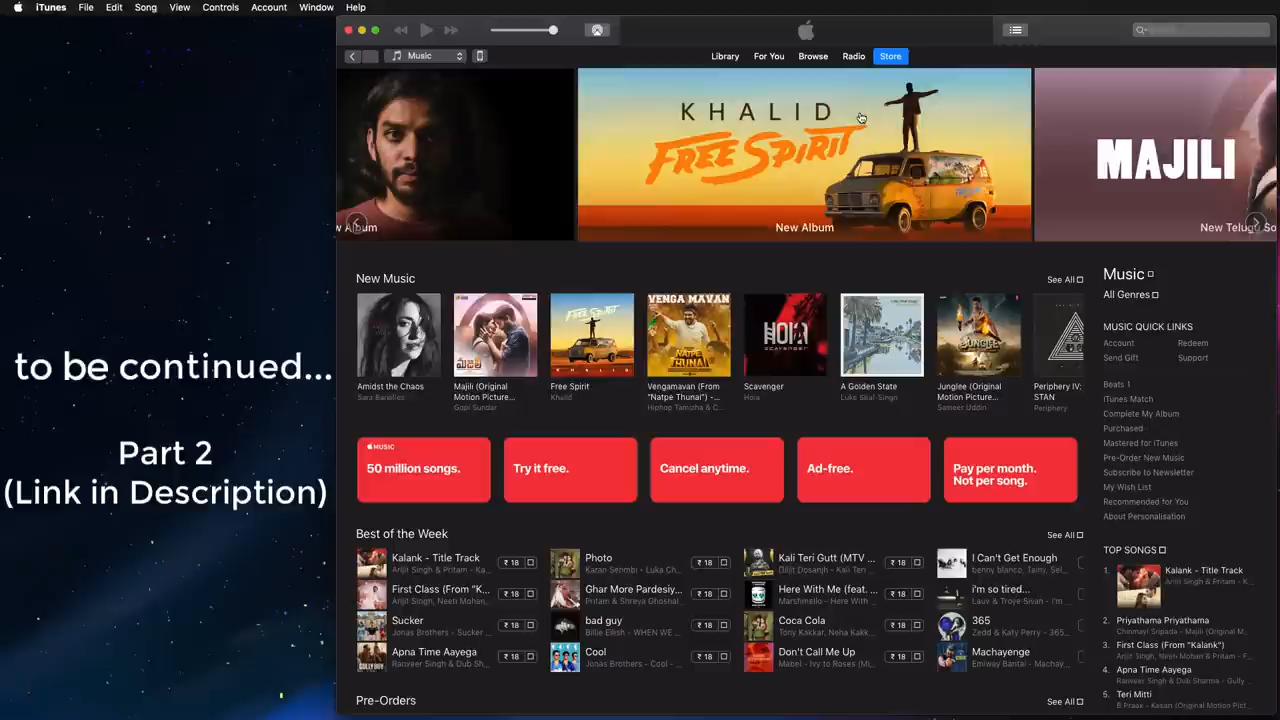 iTunes File Edit Song View Controls Account Window Help
Music
Library For You Browse Radio Store
KHALID
FREE SPIRIT
MAJILI
Album
New Album
New Telugu So
to be continued...
Part 2
(Link in Description)
New Music
See All
Amidst the Chaos
Sara Bareilles
Majili (Original
Motion Picture...
Gopi Sundar
Free Spirit
Khalid
VENGA MAVAN
NATPE
THUNAI
Vengamavan (From
"Natpe Thunai") -...
Hiphop Tamizha & C...
HOIA
SCAVENGER
Scavenger
Hoia
A Golden State
JUNGLEE
Junglee (Original
Motion Picture...
Sameer Uddin
Periphery IV:
STAN
Periphery
Music
All Genres
MUSIC QUICK LINKS
Account Redeem
Send Gift Support
Beats 1
iTunes Match
Complete My Album
Purchased
Mastered for iTunes
Pre-Order New Music
Subscribe to Newsletter
My Wish List
Recommended for You
About Personalisation
MUSIC
50 million songs.
Try it free.
Cancel anytime.
Ad-free.
Pay per month.
Not per song.
Best of the Week
See All
Kalank - Title Track
Arijit Singh & Pritam - Ka...
₹ 18
First Class (From "K...
Arijit Singh, Neeti Mohan...
₹ 18
Sucker
Jonas Brothers - Sucker ...
₹ 18
Apna Time Aayega
Ranveer Singh & Dub Sh...
₹ 18
Photo
Karan Sehmbi - Luka Ch...
₹ 18
Ghar More Pardesiy...
Pritam & Shreya Ghoshal...
₹ 18
bad guy
Billie Eilish - WHEN WE ...
₹ 18
Cool
Jonas Brothers - Cool - ...
₹ 18
Kali Teri Gutt (MTV ...
₹ 18
Here With Me (feat. ...
Marshmello - Here With ...
₹ 18
Coca Cola
Tony Kakkar, Neha Kakk...
₹ 18
Don't Call Me Up
Mabel - Ivy to Roses (Mi...
₹ 18
I Can't Get Enough
benny blanco, Tainy, Sel...
i'm so tired...
Lauv & Troye Sivan - i'm
365
Zedd & Katy Perry - 365...
Machayenge
Emiway Bantai - Machay...
TOP SONGS
1. Kalank - Title Track
Arijit Singh & Pritam - K...
2. Priyathama Priyathama
Chinmayi Sripada - Majili (Original M...
3. First Class (From "Kalank")
Arijit Singh, Neeti Mohan & Pritam - F...
4. Apna Time Aayega
Ranveer Singh & Dub Sharma - Gully ...
5. Teri Mitti
B Praak - Kesari (Original Motion Pict...
Pre-Orders
See All